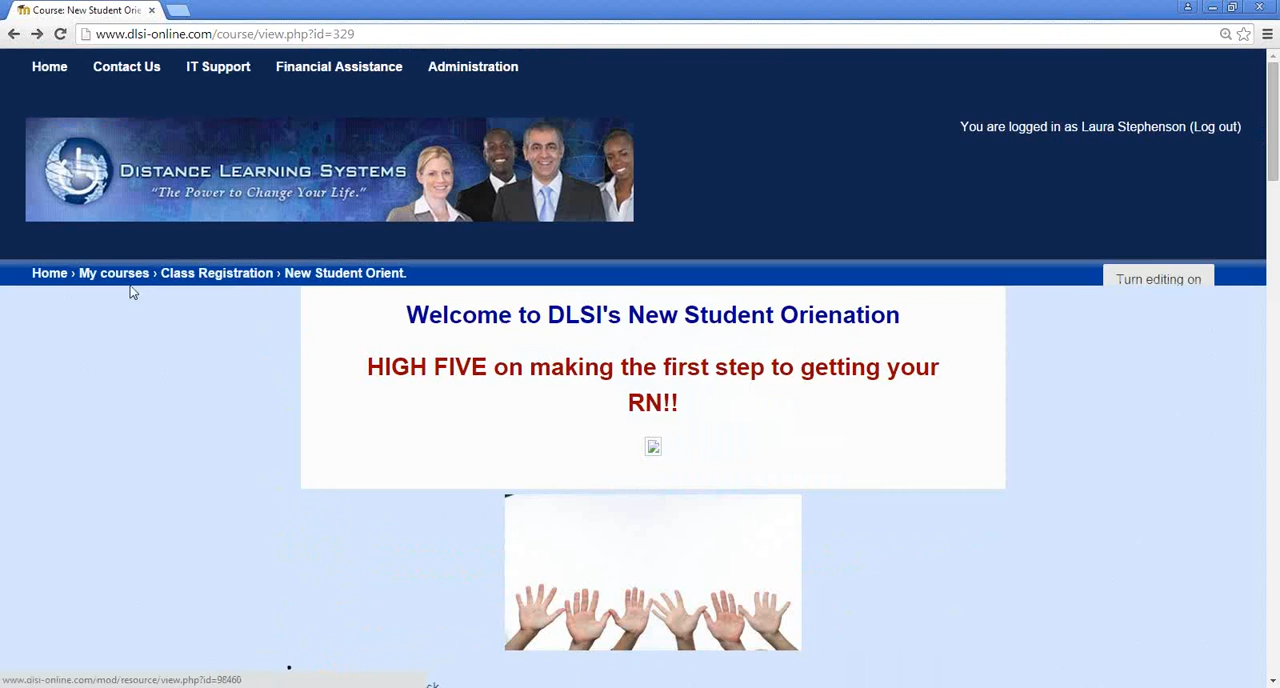 Course: New Student Orie
www.dlsi-online.com/course/view.php?id=329
Home Contact Us IT Support Financial Assistance Administration
You are logged in as Laura Stephenson (Log out)
DISTANCE LEARNING SYSTEMS
"The Power to Change Your Life."
Home › My courses › Class Registration › New Student Orient.
Turn editing on
Welcome to DLSI's New Student Orienation
HIGH FIVE on making the first step to getting your
RN!!
www.dlsi-online.com/mod/resource/view.php?id=98460